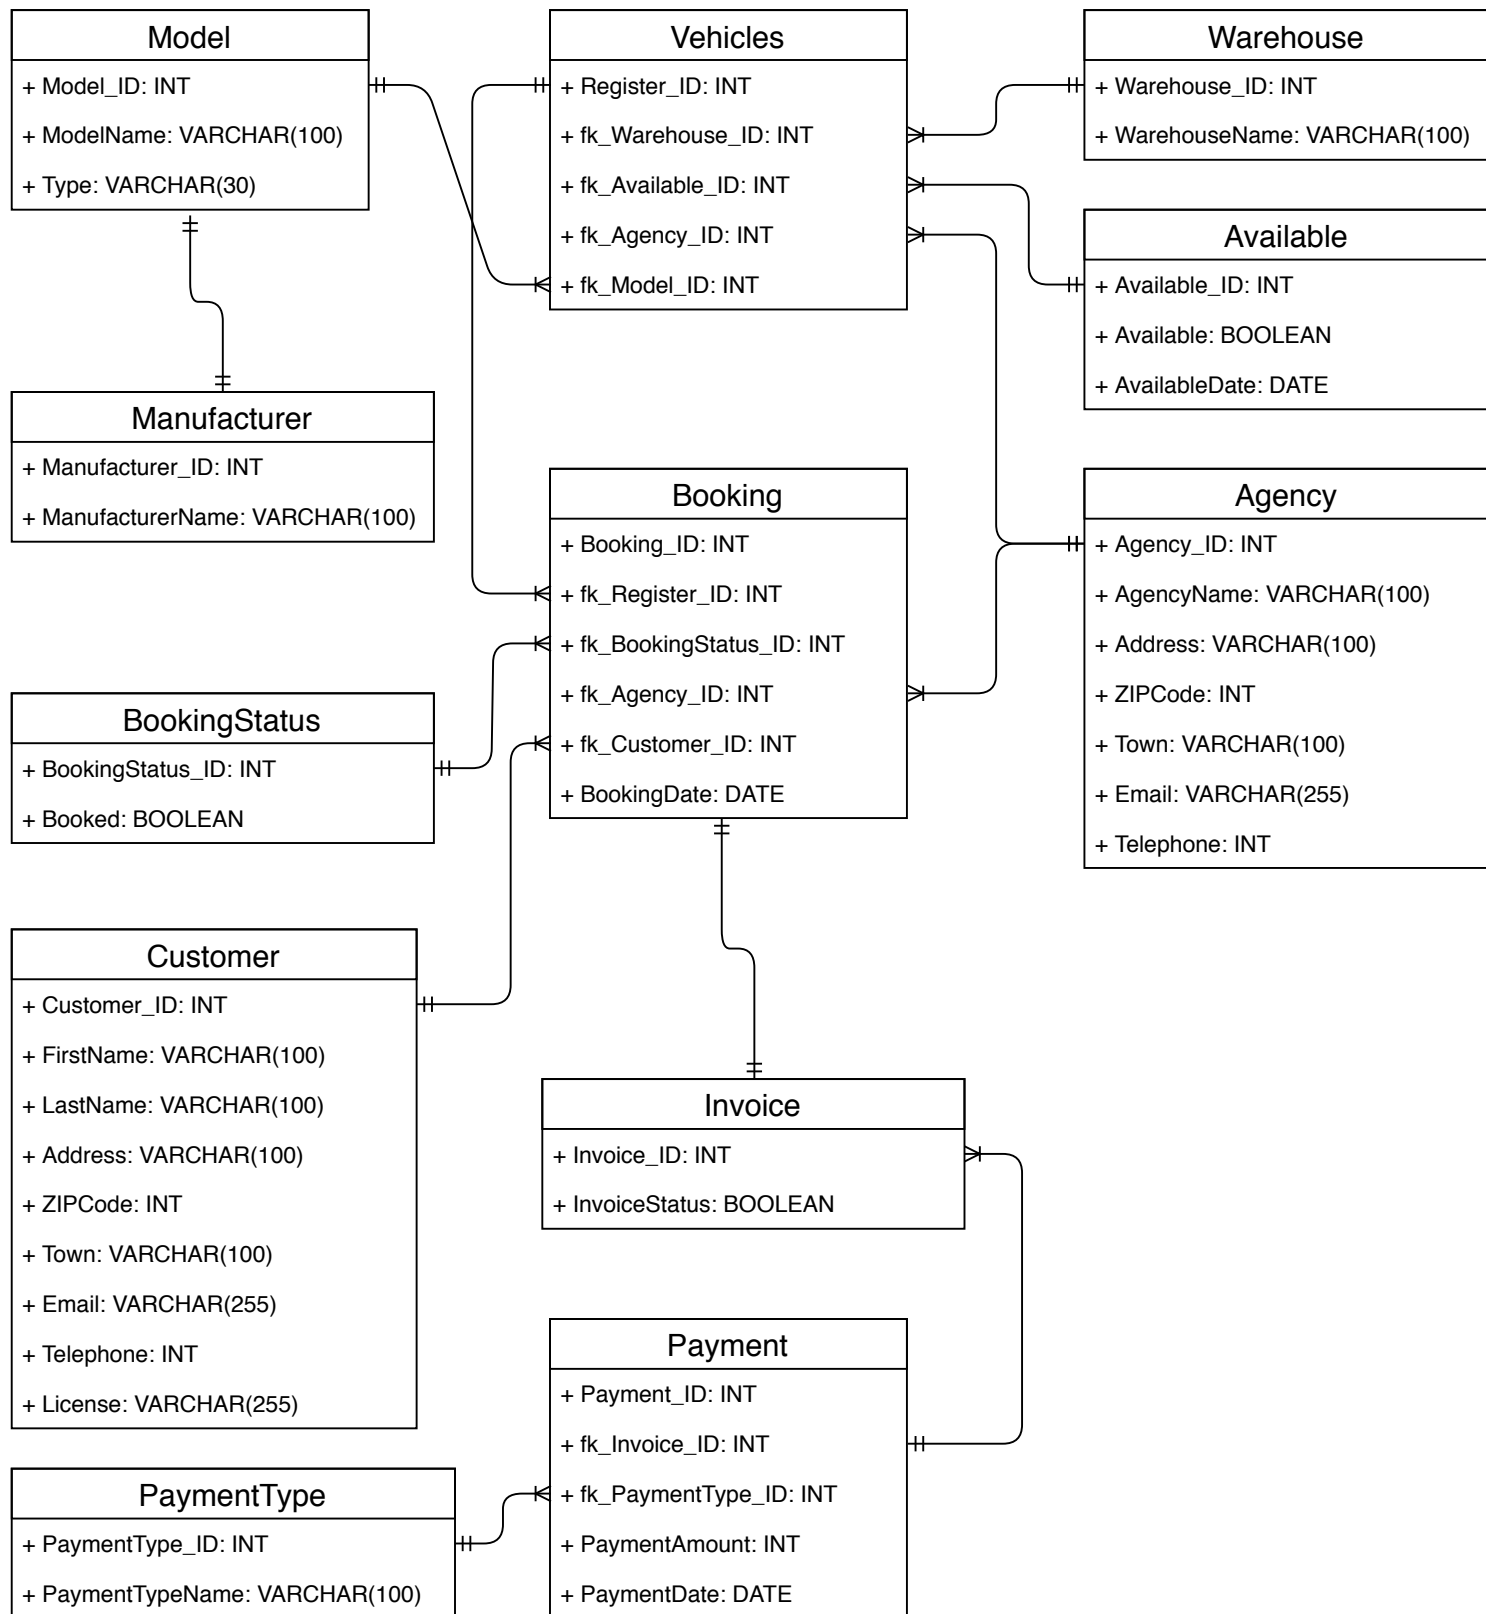 Model
+ Model_ID: INT
+ ModelName: VARCHAR(100)
+ Type: VARCHAR(30)
Vehicles
+ Register_ID: INT
+ fk_Warehouse_ID: INT
+ fk_Available_ID: INT
+ fk_Agency_ID: INT
+ fk_Model_ID: INT
Warehouse
+ Warehouse_ID: INT
+ WarehouseName: VARCHAR(100)
Available
+ Available_ID: INT
+ Available: BOOLEAN
+ AvailableDate: DATE
Manufacturer
+ Manufacturer_ID: INT
+ ManufacturerName: VARCHAR(100)
Booking
+ Booking_ID: INT
+ fk_Register_ID: INT
+ fk_BookingStatus_ID: INT
+ fk_Agency_ID: INT
+ fk_Customer_ID: INT
+ BookingDate: DATE
Agency
+ Agency_ID: INT
+ AgencyName: VARCHAR(100)
+ Address: VARCHAR(100)
+ ZIPCode: INT
+ Town: VARCHAR(100)
+ Email: VARCHAR(255)
+ Telephone: INT
BookingStatus
+ BookingStatus_ID: INT
+ Booked: BOOLEAN
Customer
+ Customer_ID: INT
+ FirstName: VARCHAR(100)
+ LastName: VARCHAR(100)
+ Address: VARCHAR(100)
+ ZIPCode: INT
+ Town: VARCHAR(100)
+ Email: VARCHAR(255)
+ Telephone: INT
+ License: VARCHAR(255)
Invoice
+ Invoice_ID: INT
+ InvoiceStatus: BOOLEAN
Payment
+ Payment_ID: INT
+ fk_Invoice_ID: INT
+ fk_PaymentType_ID: INT
+ PaymentAmount: INT
+ PaymentDate: DATE
PaymentType
+ PaymentType_ID: INT
+ PaymentTypeName: VARCHAR(100)